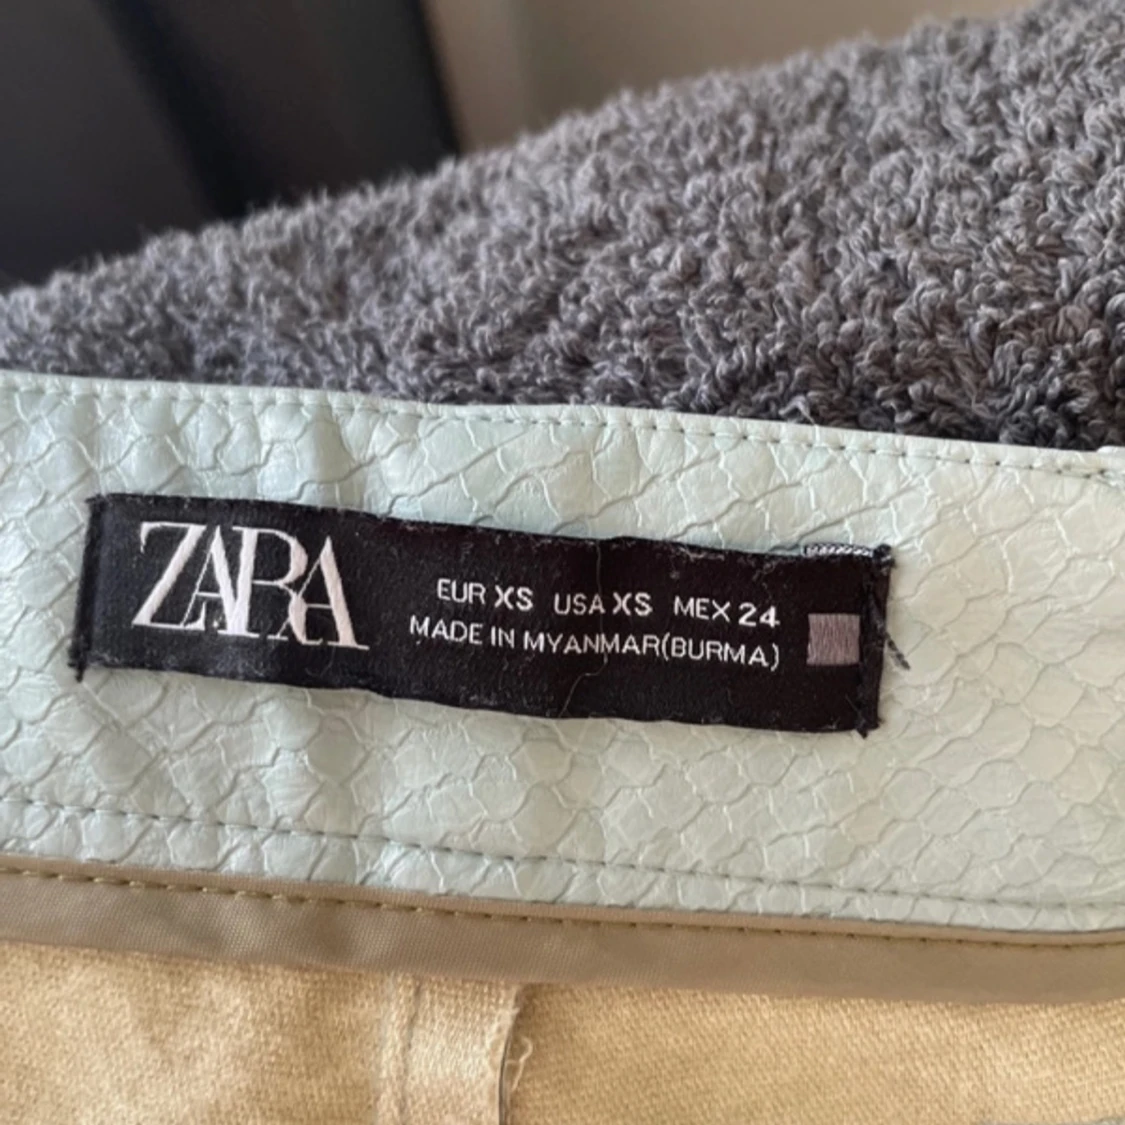 ZARA
EUR XS USA XS MEX 24
MADE IN MYANMAR(BURMA)